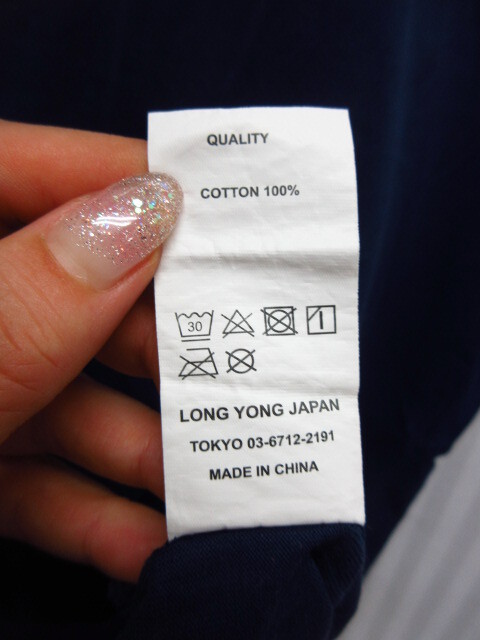 QUALITY
COTTON 100%
30
LONG YONG JAPAN
TOKYO 03-6712-2191
MADE IN CHINA